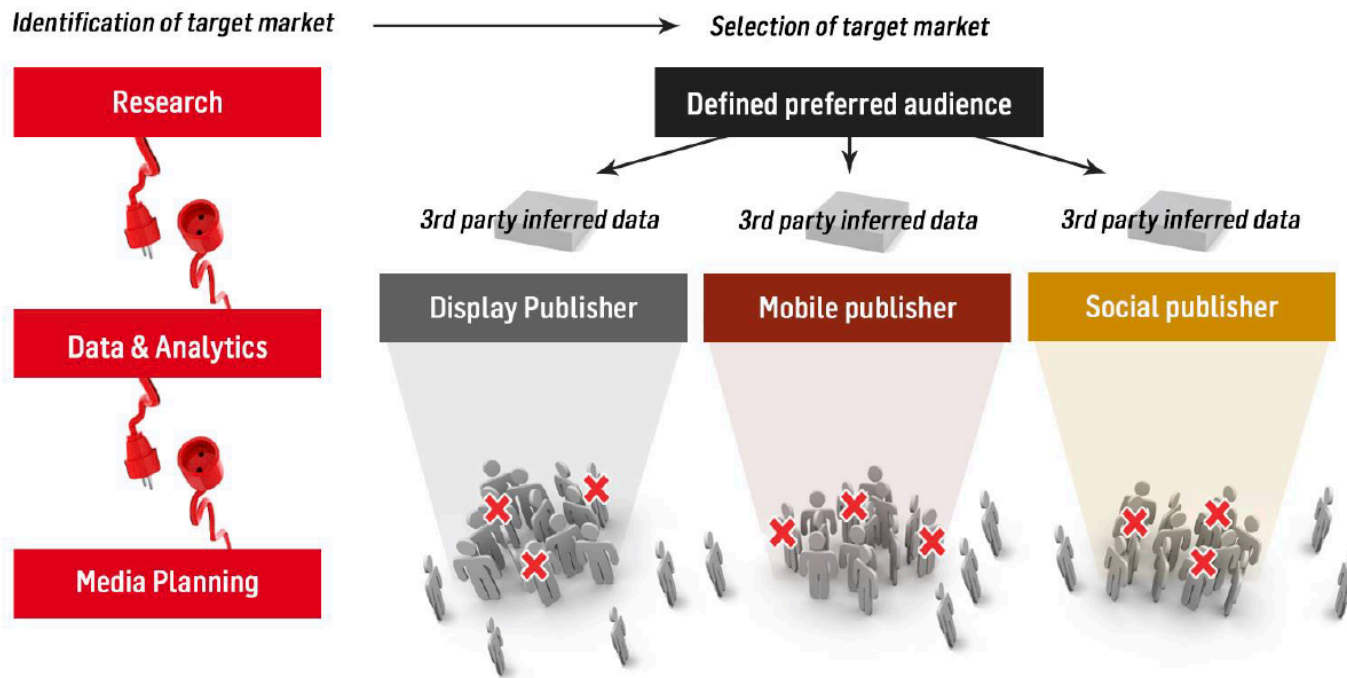 Identification of target market
Selection of target market
Research
Data & Analytics
Media Planning
Defined preferred audience
3rd party inferred data
3rd party inferred data
3rd party inferred data
Display Publisher
Mobile publisher
Social publisher